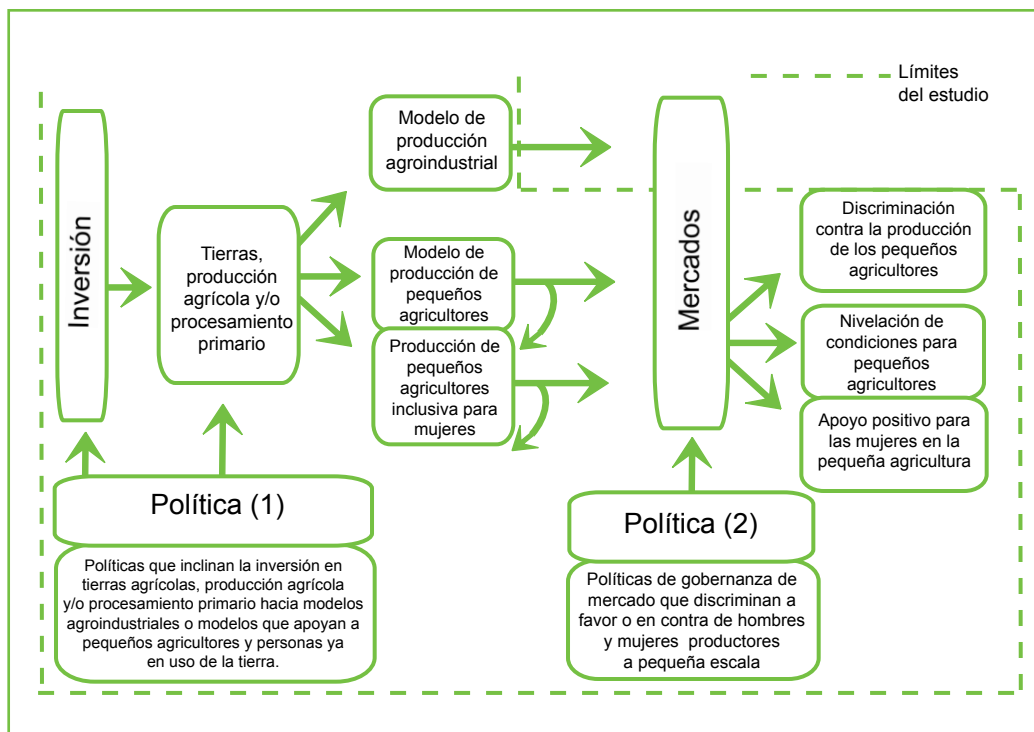 Límites
del estudio
Inversión
Tierras,
producción
agrícola y/o
procesamiento
primario
Modelo de
producción
agroindustrial
Modelo de
producción de
pequeños
agricultores
Producción de
pequeños
agricultores
inclusiva para
mujeres
Mercados
Discriminación
contra la producción
de los pequeños
agricultores
Nivelación de
condiciones para
pequeños
agricultores
Apoyo positivo para
las mujeres en la
pequeña agricultura
Política (1)
Políticas que inclinan la inversión en
tierras agrícolas, producción agrícola
y/o procesamiento primario hacia modelos
agroindustriales o modelos que apoyan a
pequeños agricultores y personas ya
en uso de la tierra.
Política (2)
Políticas de gobernanza de
mercado que discriminan a
favor o en contra de hombres
y mujeres productores
a pequeña escala